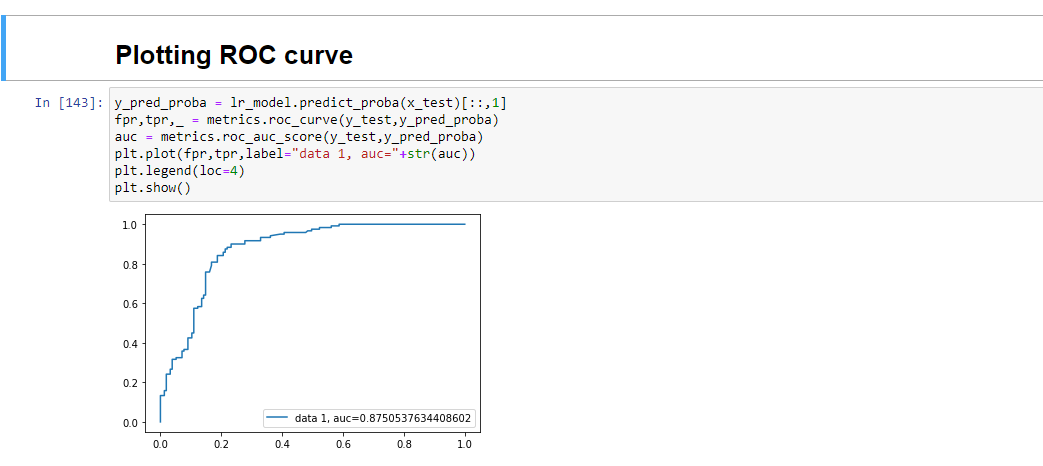 Plotting ROC curve
In [143]:
y_pred_proba = lr_model.predict_proba(x_test)[::,1]
fpr,tpr,_ = metrics.roc_curve(y_test,y_pred_proba)
auc = metrics.roc_auc_score(y_test,y_pred_proba)
plt.plot(fpr,tpr,label="data 1, auc="+str(auc))
plt.legend(loc=4)
plt.show()
1.0
0.8
0.6
0.4
0.2
0.0
data 1, auc=0.8750537634408602
0.0 0.2 0.4 0.6 0.8 1.0